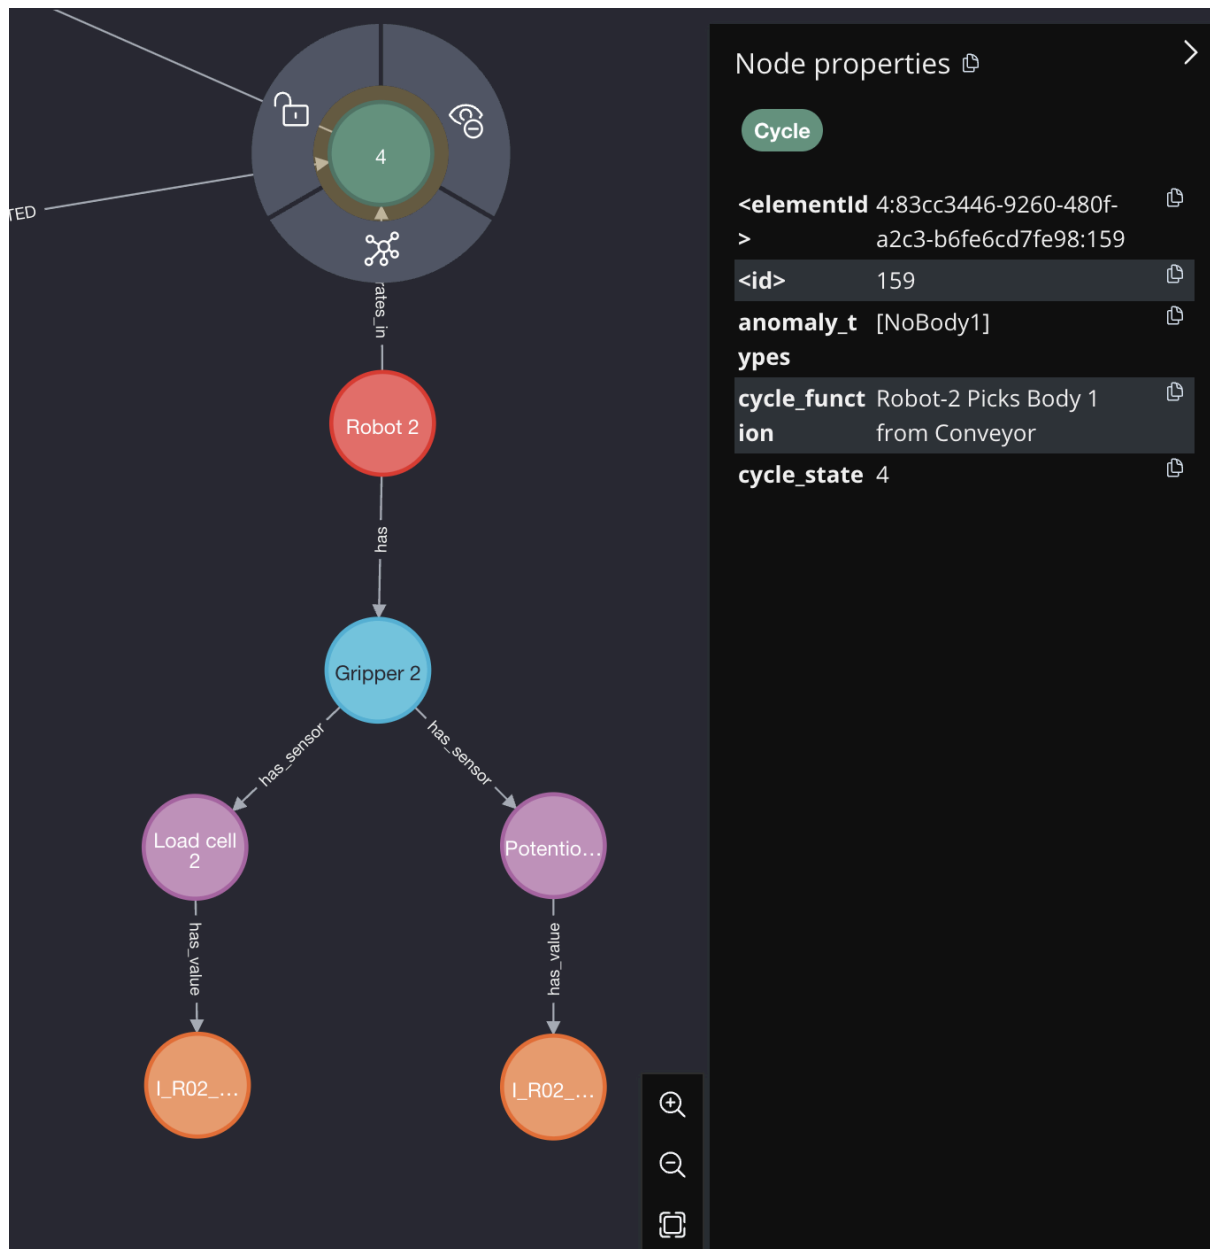 Node properties
Cycle
<elementId
>
4:83cc3446-9260-480f-
a2c3-b6fe6cd7fe98:159
<id>
159
anomaly_t
ypes
[NoBody1]
cycle_funct
ion
Robot-2 Picks Body 1
from Conveyor
cycle_state
4
4
TED
rates_in
Robot 2
has
Gripper 2
has_sensor
has_sensor
Load cell
2
Potentio...
has_value
has_value
I_R02_...
I_R02_...